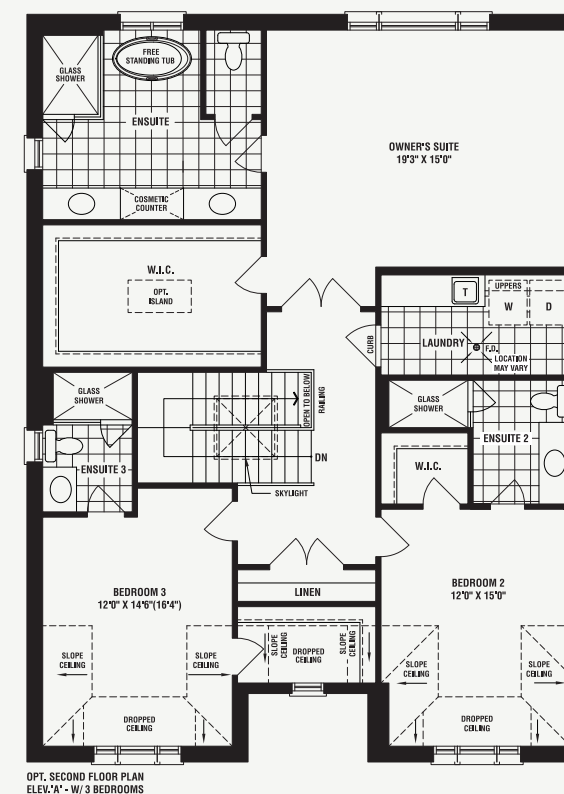 GLASS
SHOWER
FREE
STANDING TUB
ENSUITE
COSMETIC
COUNTER
OWNER'S SUITE
19'3" X 15'0"
W.I.C.
OPT.
ISLAND
T
UPPERS
W
D
LAUNDRY
F.D.
LOCATION
MAY VARY
CURB
GLASS
SHOWER
ENSUITE 3
OPEN TO BELOW
RAILING
DN
SKYLIGHT
GLASS
SHOWER
ENSUITE 2
W.I.C.
LINEN
BEDROOM 3
12'0" X 14'6"(16'4")
BEDROOM 2
12'0" X 15'0"
SLOPE
CEILING
SLOPE
CEILING
DROPPED
CEILING
SLOPE
CEILING
DROPPED
CEILING
SLOPE
CEILING
SLOPE
CEILING
SLOPE
CEILING
DROPPED
CEILING
OPT. SECOND FLOOR PLAN
ELEV.'A' - W/ 3 BEDROOMS